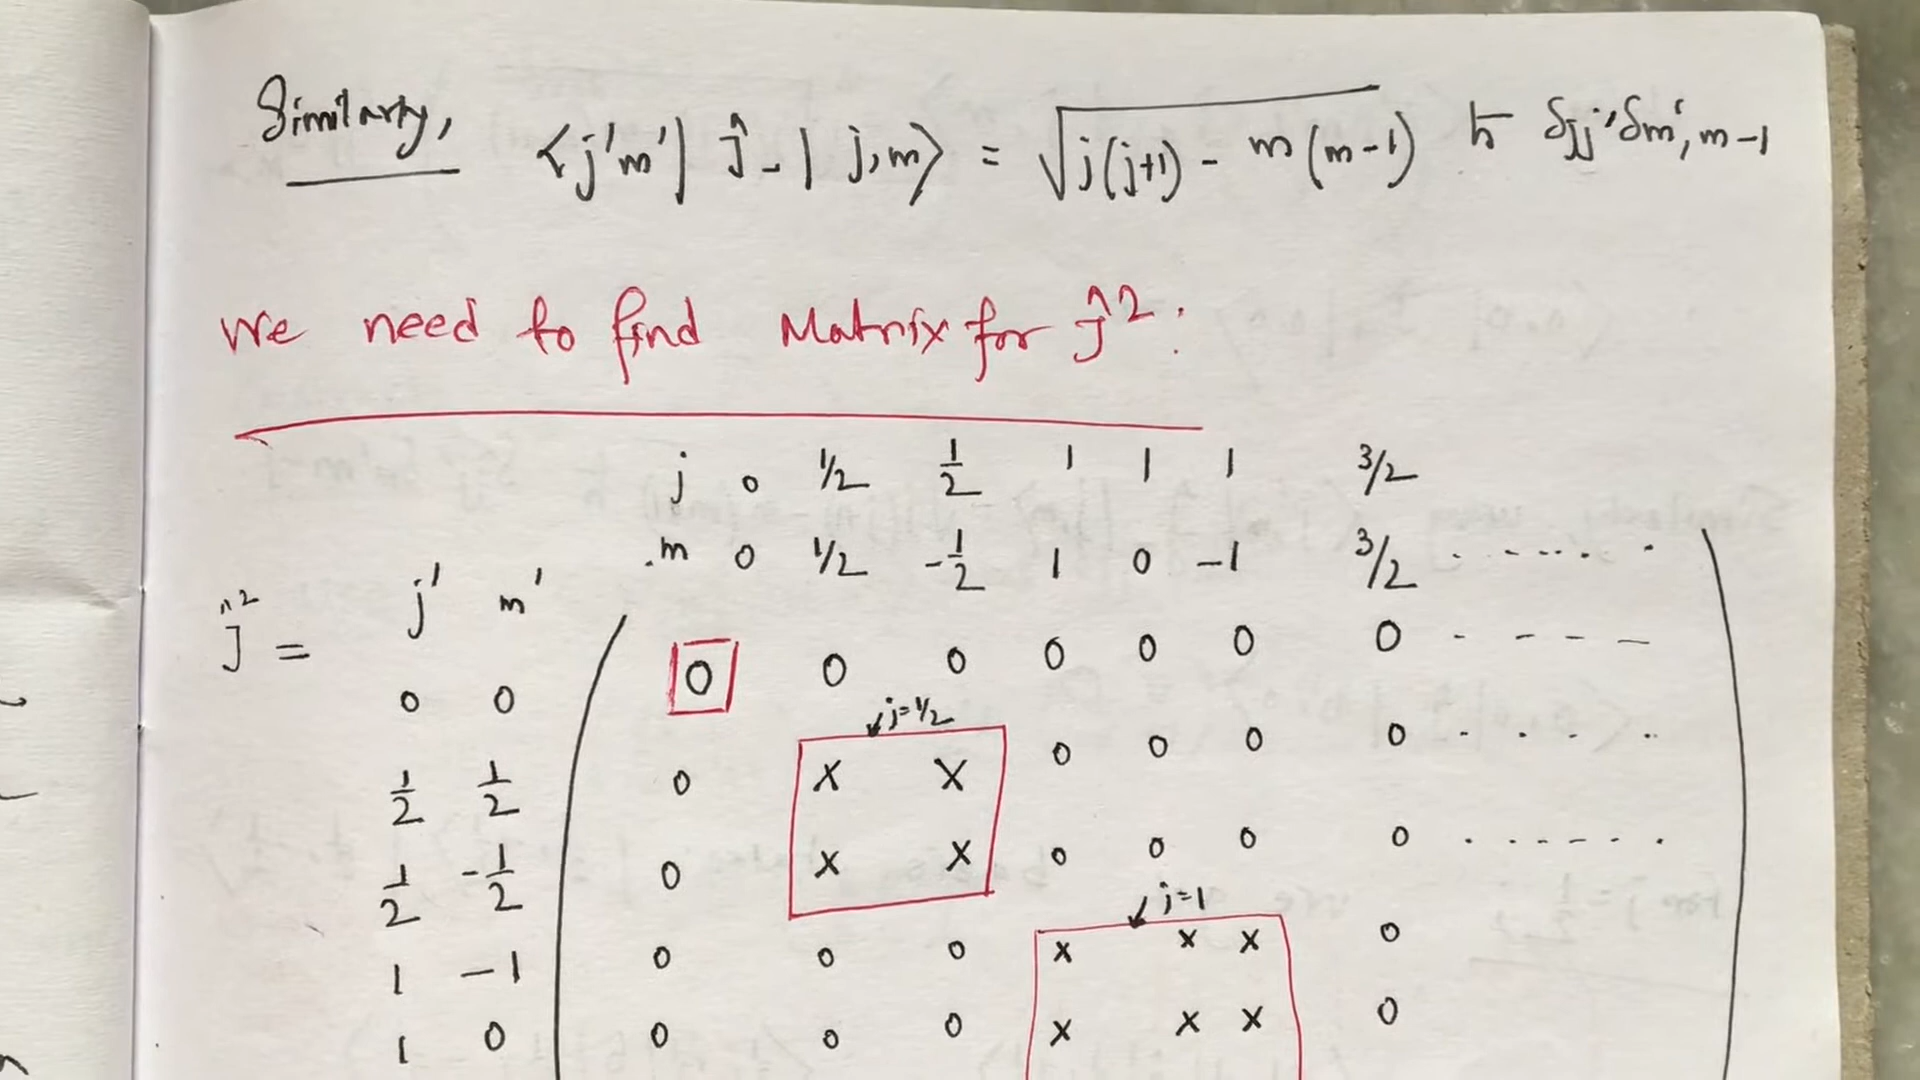 Similarly, <j'm'| Ĵ_ | j,m> = √j(j+1) - m(m-1) ħ δjj' δm', m-1
We need to find Matrix for Ĵ²:
j 0 1/2 1/2 1 1 1 3/2
m 0 1/2 -1/2 1 0 -1 3/2 ........
Ĵ² = j' m'
0 0 0 0 0 0 0 0 0 - - - -
j=1/2
1/2 1/2 0 x x 0 0 0 0 . . . .
1/2 -1/2 0 x x 0 0 0 0 .......
j=1
1 -1 0 0 0 x x x 0
1 0 0 0 0 x x x 0